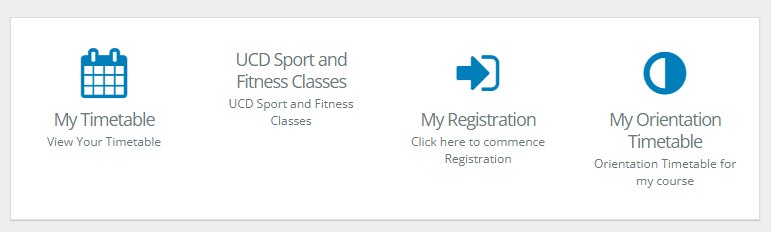 My Timetable
View Your Timetable
UCD Sport and
Fitness Classes
UCD Sport and Fitness
Classes
My Registration
Click here to commence
Registration
My Orientation
Timetable
Orientation Timetable for
my course